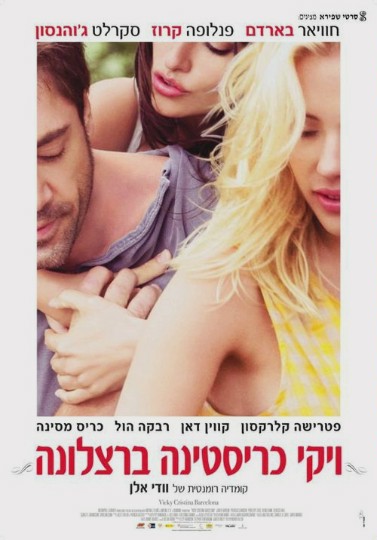 סרטי שפירא מציגים:
חוויאר בארדם פנלופה קרוז סקרלט ג'והנסון
פטרישה קלרקסון קווין דאן רבקה הול כריס מסינה
ויקי כריסטינה ברצלונה
קומדיה רומנטית של וודי אלן
Vicky Cristina Barcelona